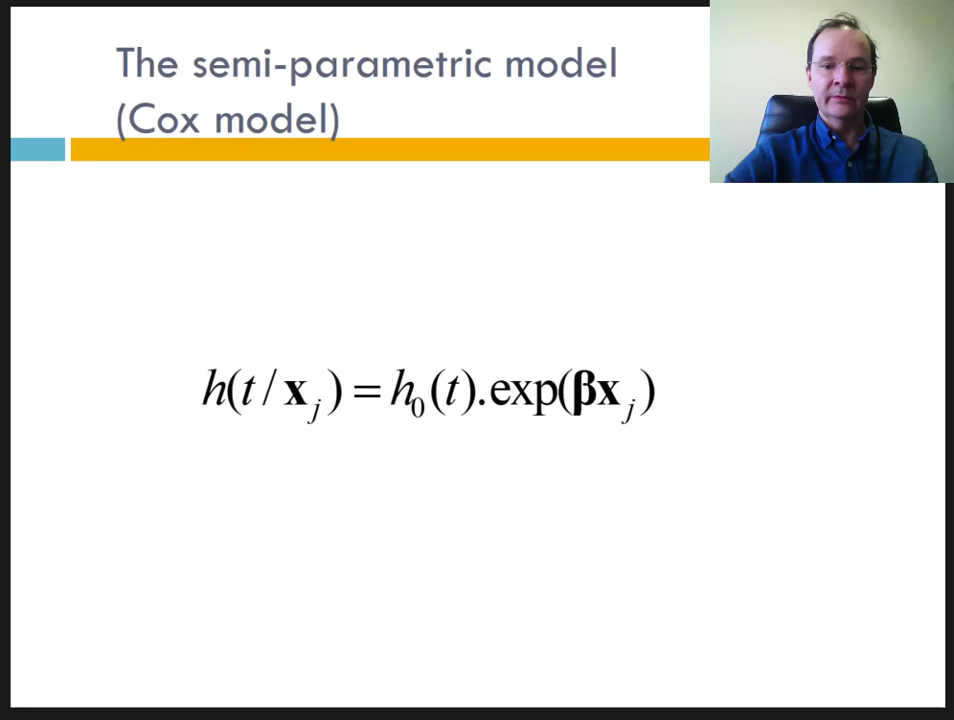 The semi-parametric model
(Cox model)
h(t / 𝐱ⱼ) = h₀(t).exp(𝛃𝐱ⱼ)